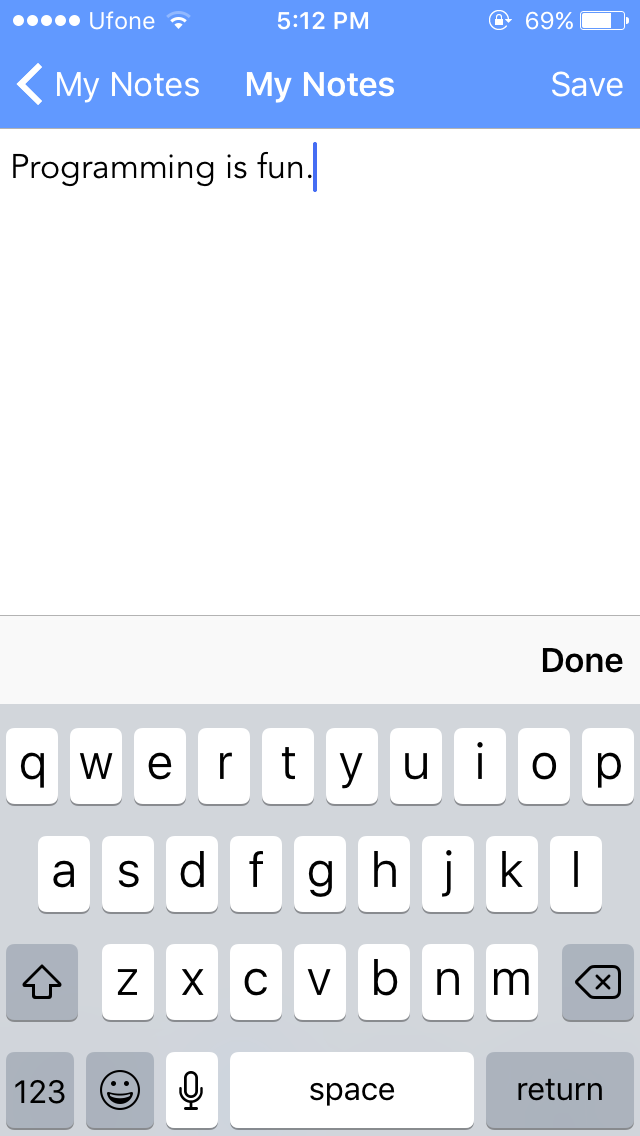 Ufone 5:12 PM 69%
My Notes My Notes Save
Programming is fun.
Done
q w e r t y u i o p
a s d f g h j k l
z x c v b n m
123 space return